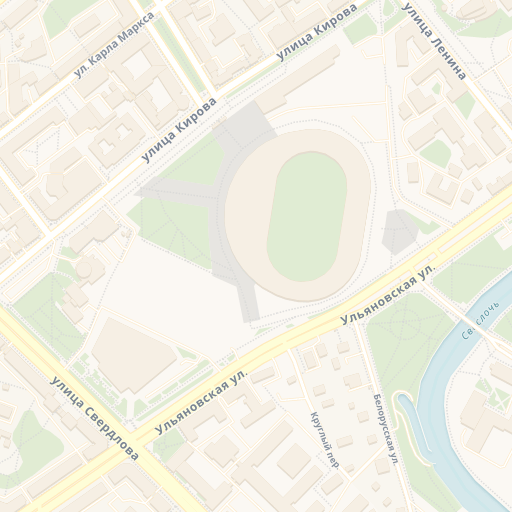 ул. Карла Маркса
улица Кирова
улица Ленина
улица Кирова
Свислочь
Ульяновская ул.
Ульяновская ул.
улица Свердлова
Круглый пер.
Белорусская ул.